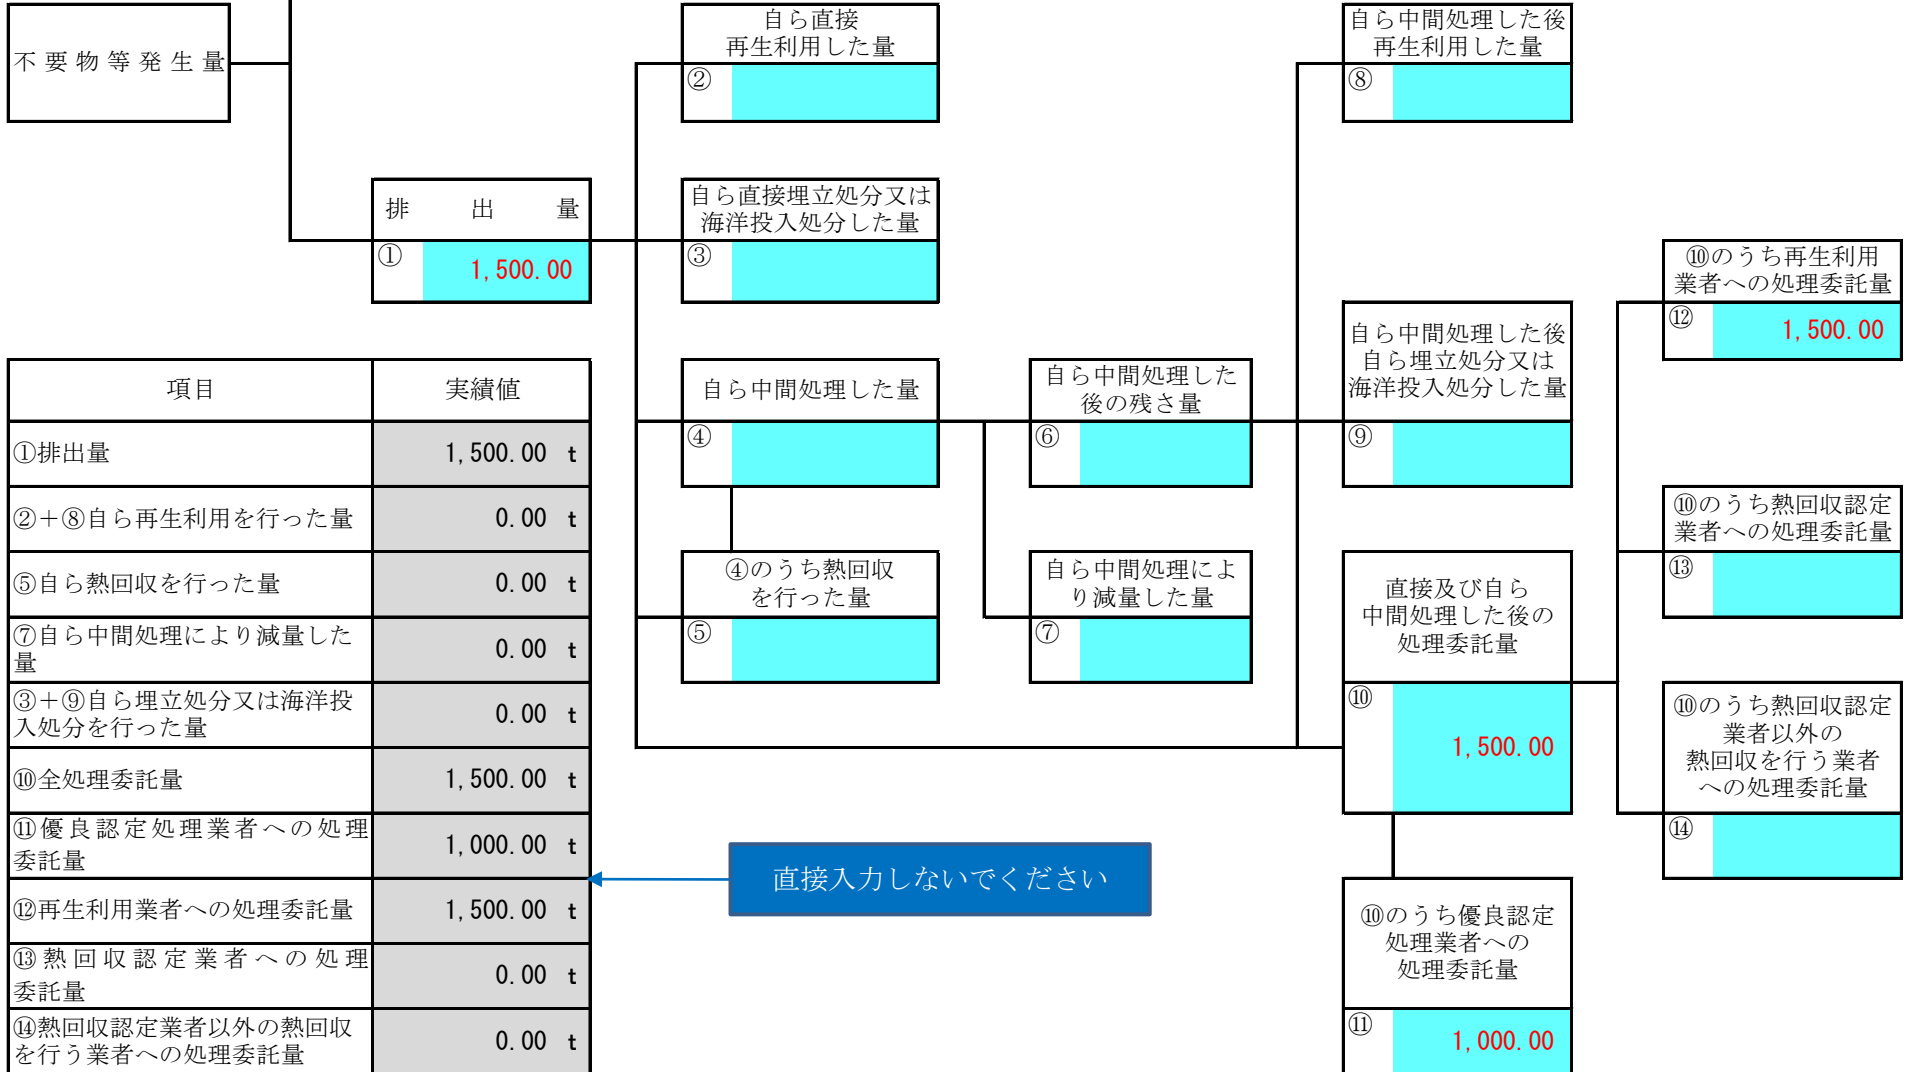 不要物等発生量
自ら直接
再生利用した量
②
自ら中間処理した後
再生利用した量
⑧
排出量
①
1,500.00
自ら直接埋立処分又は
海洋投入処分した量
③
⑩のうち再生利用
業者への処理委託量
⑫
1,500.00
自ら中間処理した量
④
自ら中間処理した
後の残さ量
⑥
自ら中間処理した後
自ら埋立処分又は
海洋投入処分した量
⑨
⑩のうち熱回収認定
業者への処理委託量
⑬
④のうち熱回収
を行った量
⑤
自ら中間処理によ
り減量した量
⑦
直接及び自ら
中間処理した後の
処理委託量
⑩
1,500.00
⑩のうち熱回収認定
業者以外の
熱回収を行う業者
への処理委託量
⑭
⑩のうち優良認定
処理業者への
処理委託量
⑪
1,000.00
項目 実績値
①排出量 1,500.00 t
②+⑧自ら再生利用を行った量 0.00 t
⑤自ら熱回収を行った量 0.00 t
⑦自ら中間処理により減量した
量 0.00 t
③+⑨自ら埋立処分又は海洋投
入処分を行った量 0.00 t
⑩全処理委託量 1,500.00 t
⑪優良認定処理業者への処理
委託量 1,000.00 t
⑫再生利用業者への処理委託量 1,500.00 t
⑬熱回収認定業者への処理
委託量 0.00 t
⑭熱回収認定業者以外の熱回収
を行う業者への処理委託量 0.00 t
直接入力しないでください